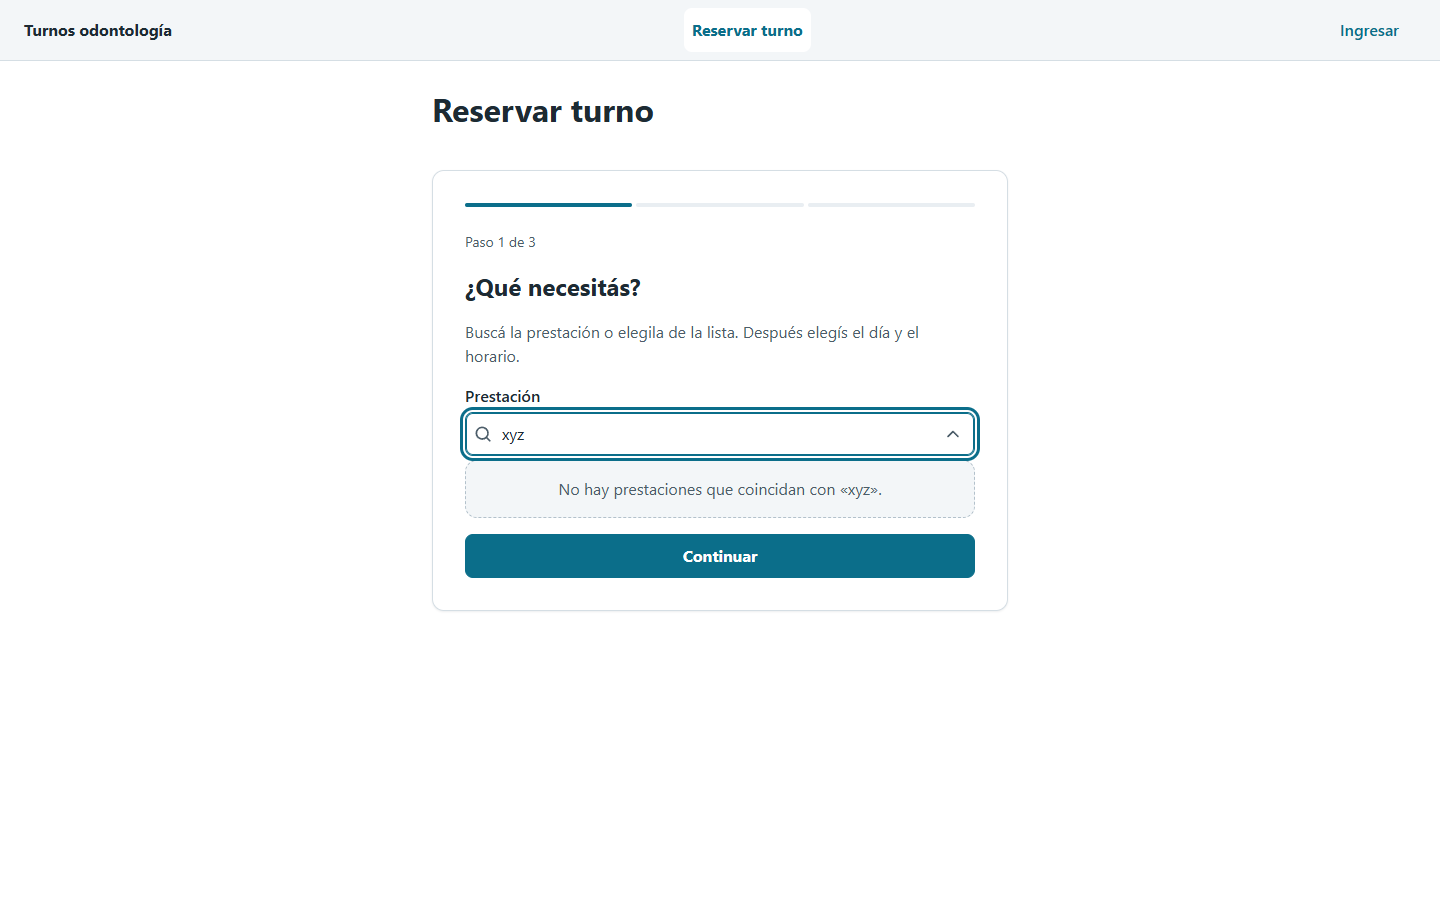 Turnos odontología
Reservar turno
Ingresar
Reservar turno
Paso 1 de 3
¿Qué necesitás?
Buscá la prestación o elegila de la lista. Después elegís el día y el
horario.
Prestación
xyz
No hay prestaciones que coincidan con «xyz».
Continuar